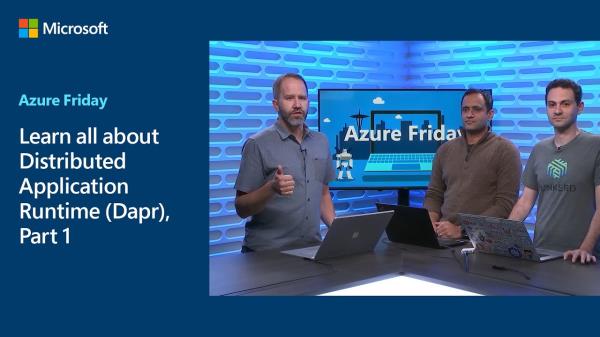 Microsoft
Azure Friday
Learn all about
Distributed
Application
Runtime (Dapr),
Part 1
Azure Friday